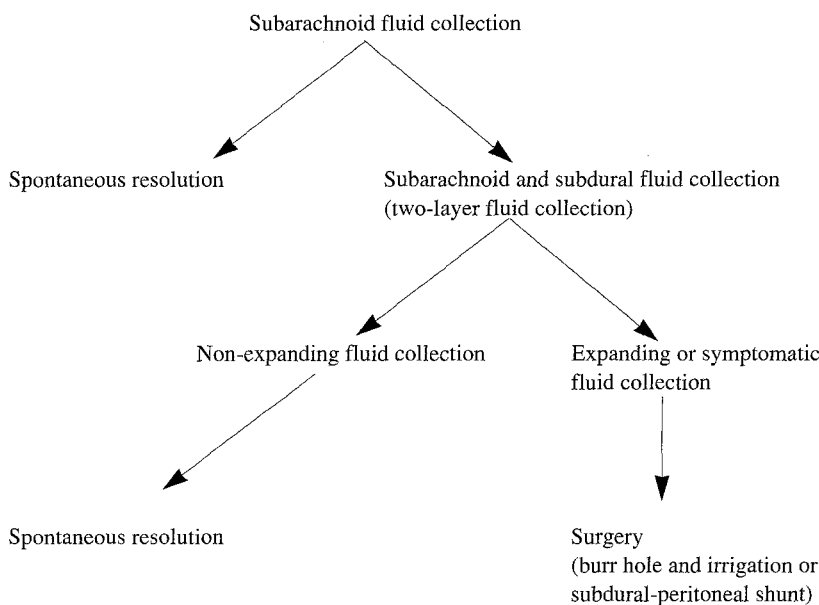 Subarachnoid fluid collection
Spontaneous resolution
Subarachnoid and subdural fluid collection
(two-layer fluid collection)
Non-expanding fluid collection
Expanding or symptomatic
fluid collection
Spontaneous resolution
Surgery
(burr hole and irrigation or
subdural-peritoneal shunt)